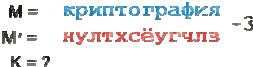 M = криптография
-3
M' = нултхсёугчлз
K = ?